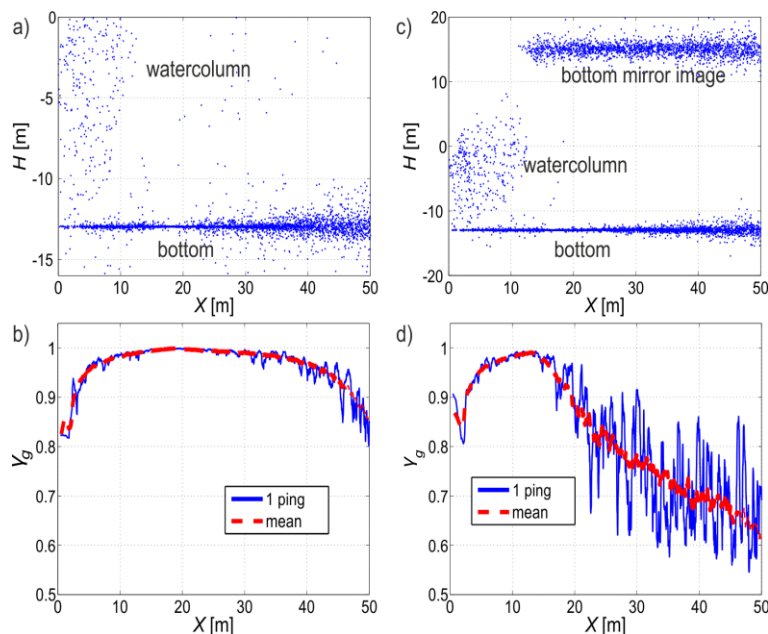 a)
0
-5
-10
-15
H [m]
watercolumn
bottom
0 10 20 30 40 50
X [m]
c)
20
10
0
-10
-20
H [m]
bottom mirror image
watercolumn
bottom
0 10 20 30 40 50
X [m]
b)
1
0.9
0.8
0.7
0.6
0.5
γg
1 ping
mean
0 10 20 30 40 50
X [m]
d)
1
0.9
0.8
0.7
0.6
0.5
γg
1 ping
mean
0 10 20 30 40 50
X [m]